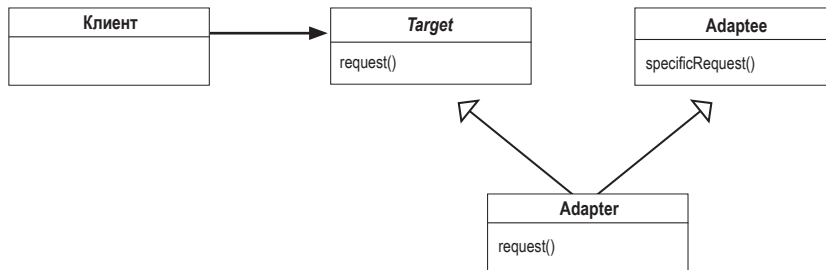 Клиент
Target
request()
Adaptee
specificRequest()
Adapter
request()